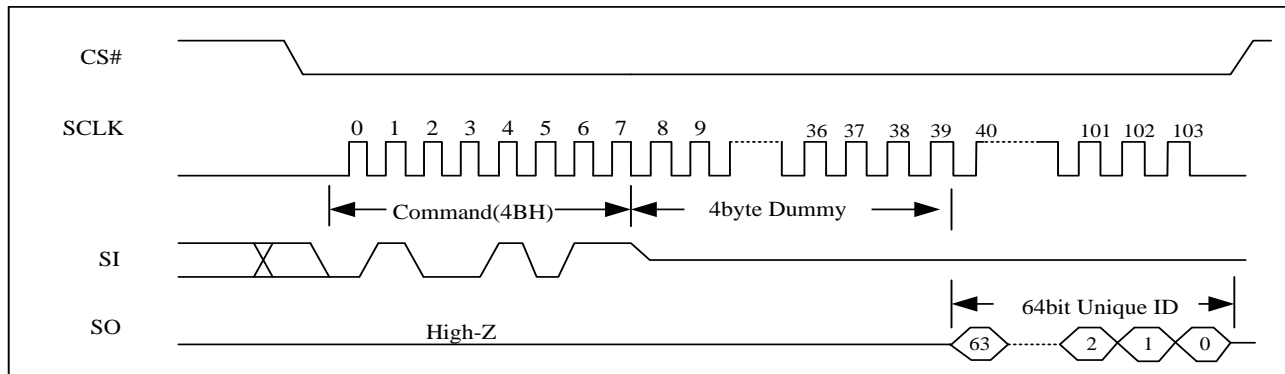 CS#
SCLK
0 1 2 3 4 5 6 7 8 9 36 37 38 39 40 101 102 103
Command(4BH) 4byte Dummy
SI
64bit Unique ID
SO
High-Z
63 2 1 0